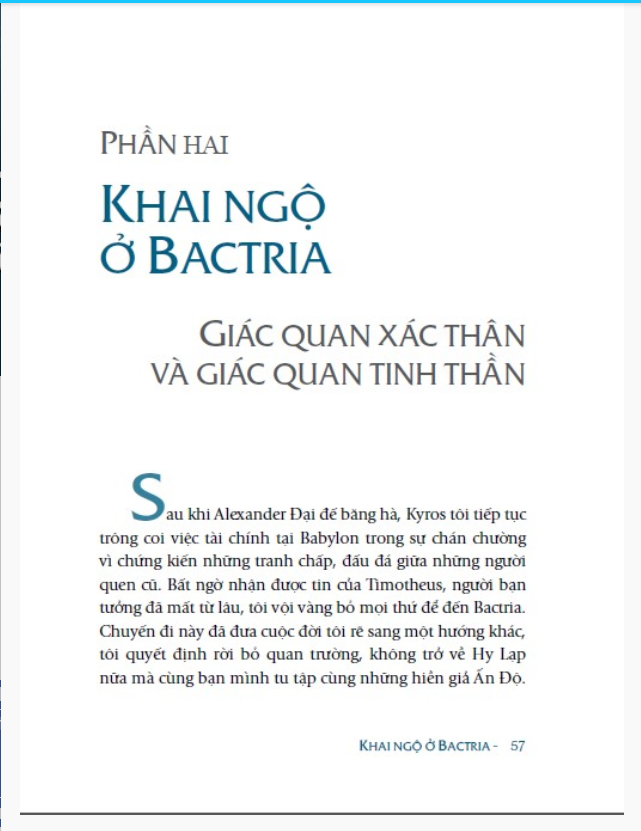 PHẦN HAI
KHAI NGỘ
Ở BACTRIA
GIÁC QUAN XÁC THÂN
VÀ GIÁC QUAN TINH THẦN
Sau khi Alexander Đại đế băng hà, Kyros tôi tiếp tục
trông coi việc tài chính tại Babylon trong sự chán chường
vì chứng kiến những tranh chấp, đấu đá giữa những người
quen cũ. Bất ngờ nhận được tin của Timotheus, người bạn
tưởng đã mất từ lâu, tôi vội vàng bỏ mọi thứ để đến Bactria.
Chuyến đi này đã đưa cuộc đời tôi rẽ sang một hướng khác,
tôi quyết định rời bỏ quan trường, không trở về Hy Lạp
nữa mà cùng bạn mình tu tập cùng những hiền giả Ấn Độ.
KHAI NGỘ Ở BACTRIA - 57